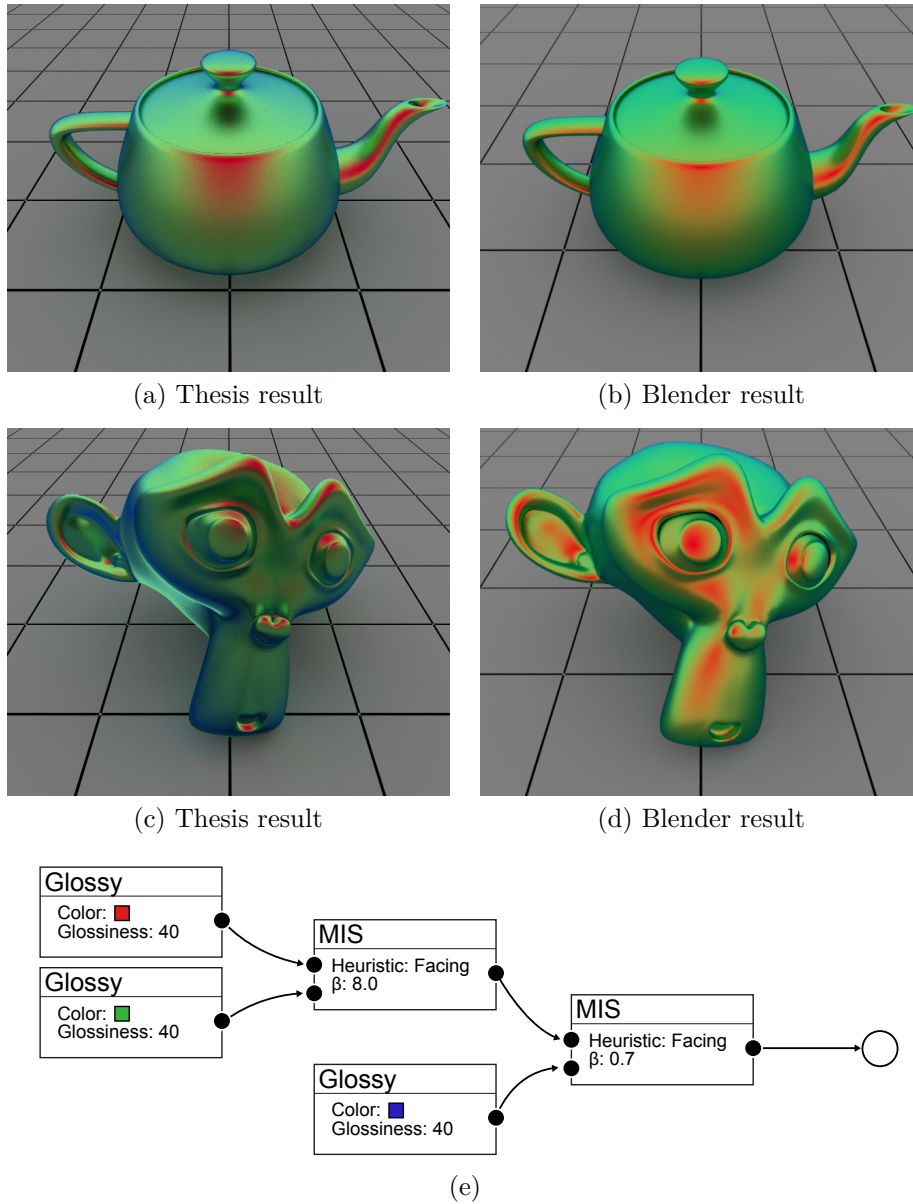 (a) Thesis result
(b) Blender result
(c) Thesis result
(d) Blender result
Glossy
Color:
Glossiness: 40
Glossy
Color:
Glossiness: 40
MIS
Heuristic: Facing
β: 8.0
Glossy
Color:
Glossiness: 40
MIS
Heuristic: Facing
β: 0.7
(e)